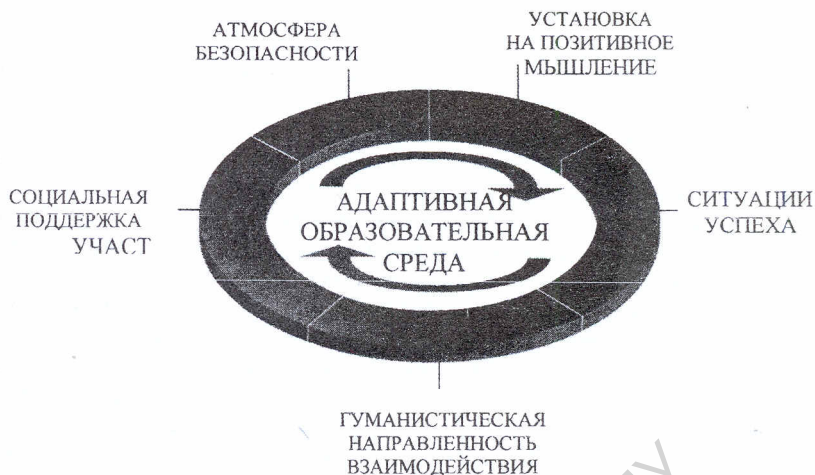 АТМОСФЕРА
БЕЗОПАСНОСТИ
УСТАНОВКА
НА ПОЗИТИВНОЕ
МЫШЛЕНИЕ
СОЦИАЛЬНАЯ
ПОДДЕРЖКА
УЧАСТ
АДАПТИВНАЯ
ОБРАЗОВАТЕЛЬНАЯ
СРЕДА
СИТУАЦИИ
УСПЕХА
ГУМАНИСТИЧЕСКАЯ
НАПРАВЛЕННОСТЬ
ВЗАИМОДЕЙСТВИЯ